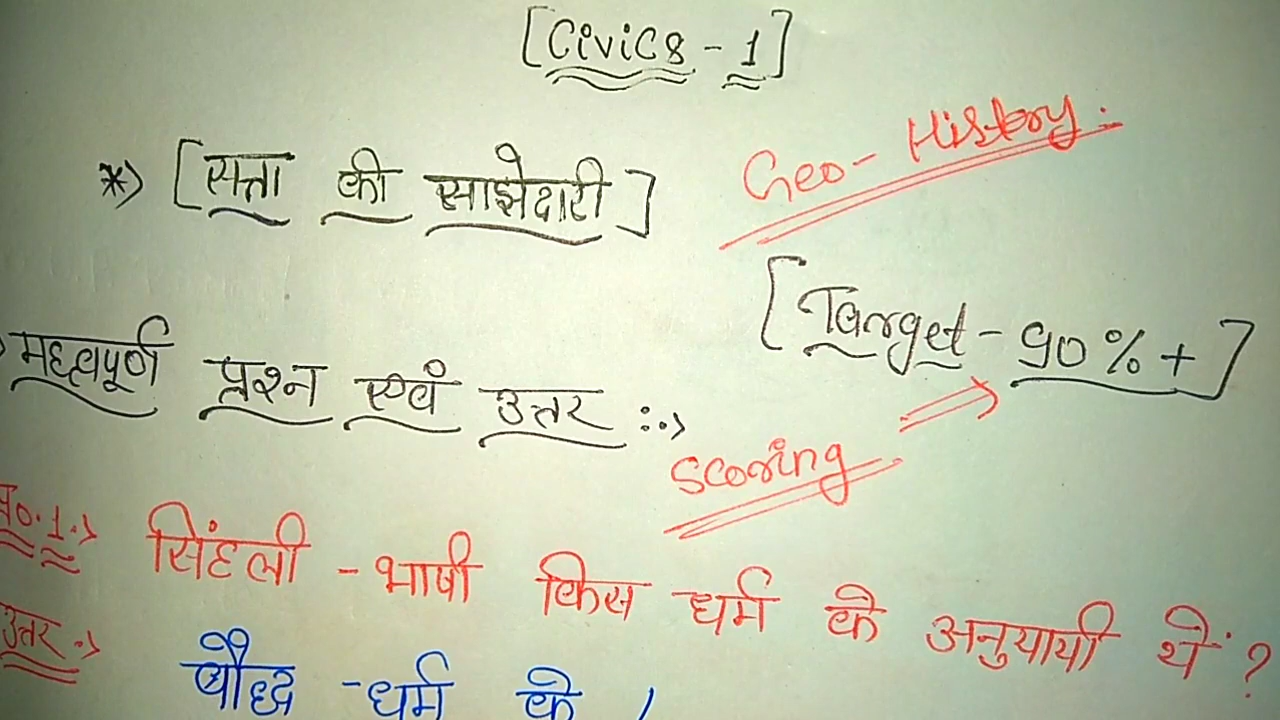 [Civics - 1]
*> [सत्ता की साझेदारी]
Geo- History.
[Target - 90%+]
महत्वपूर्ण प्रश्न एवं उत्तर :->
Scoring =>
प्र०.1.> सिंहली -भाषी किस धर्म के अनुयायी थें ?
उत्तर.> बौद्ध -धर्म के ।